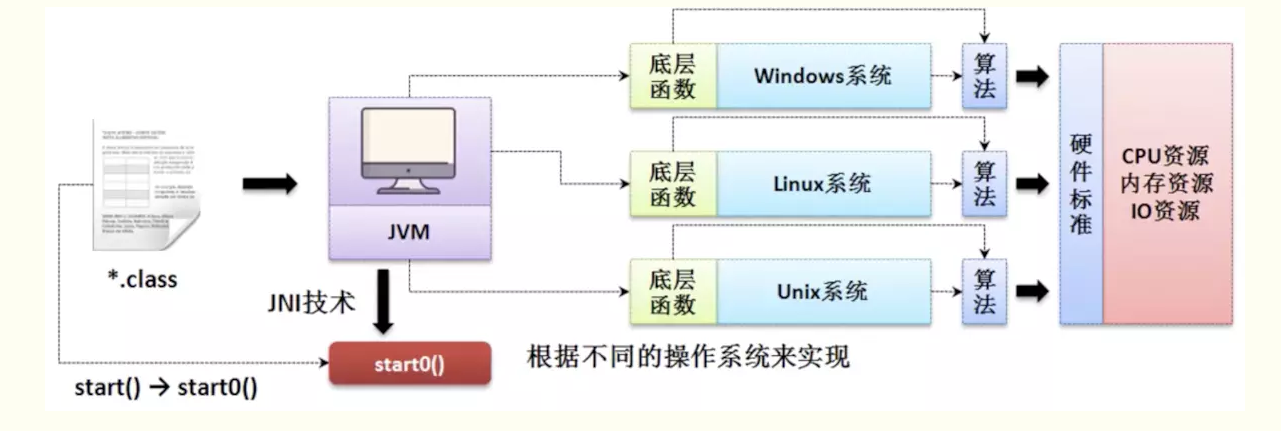 *.class
start() → start0()
JVM
JNI技术
start0()
底层
函数
Windows系统
算
法
底层
函数
Linux系统
算
法
底层
函数
Unix系统
算
法
根据不同的操作系统来实现
硬
件
标
准
CPU资源
内存资源
IO资源